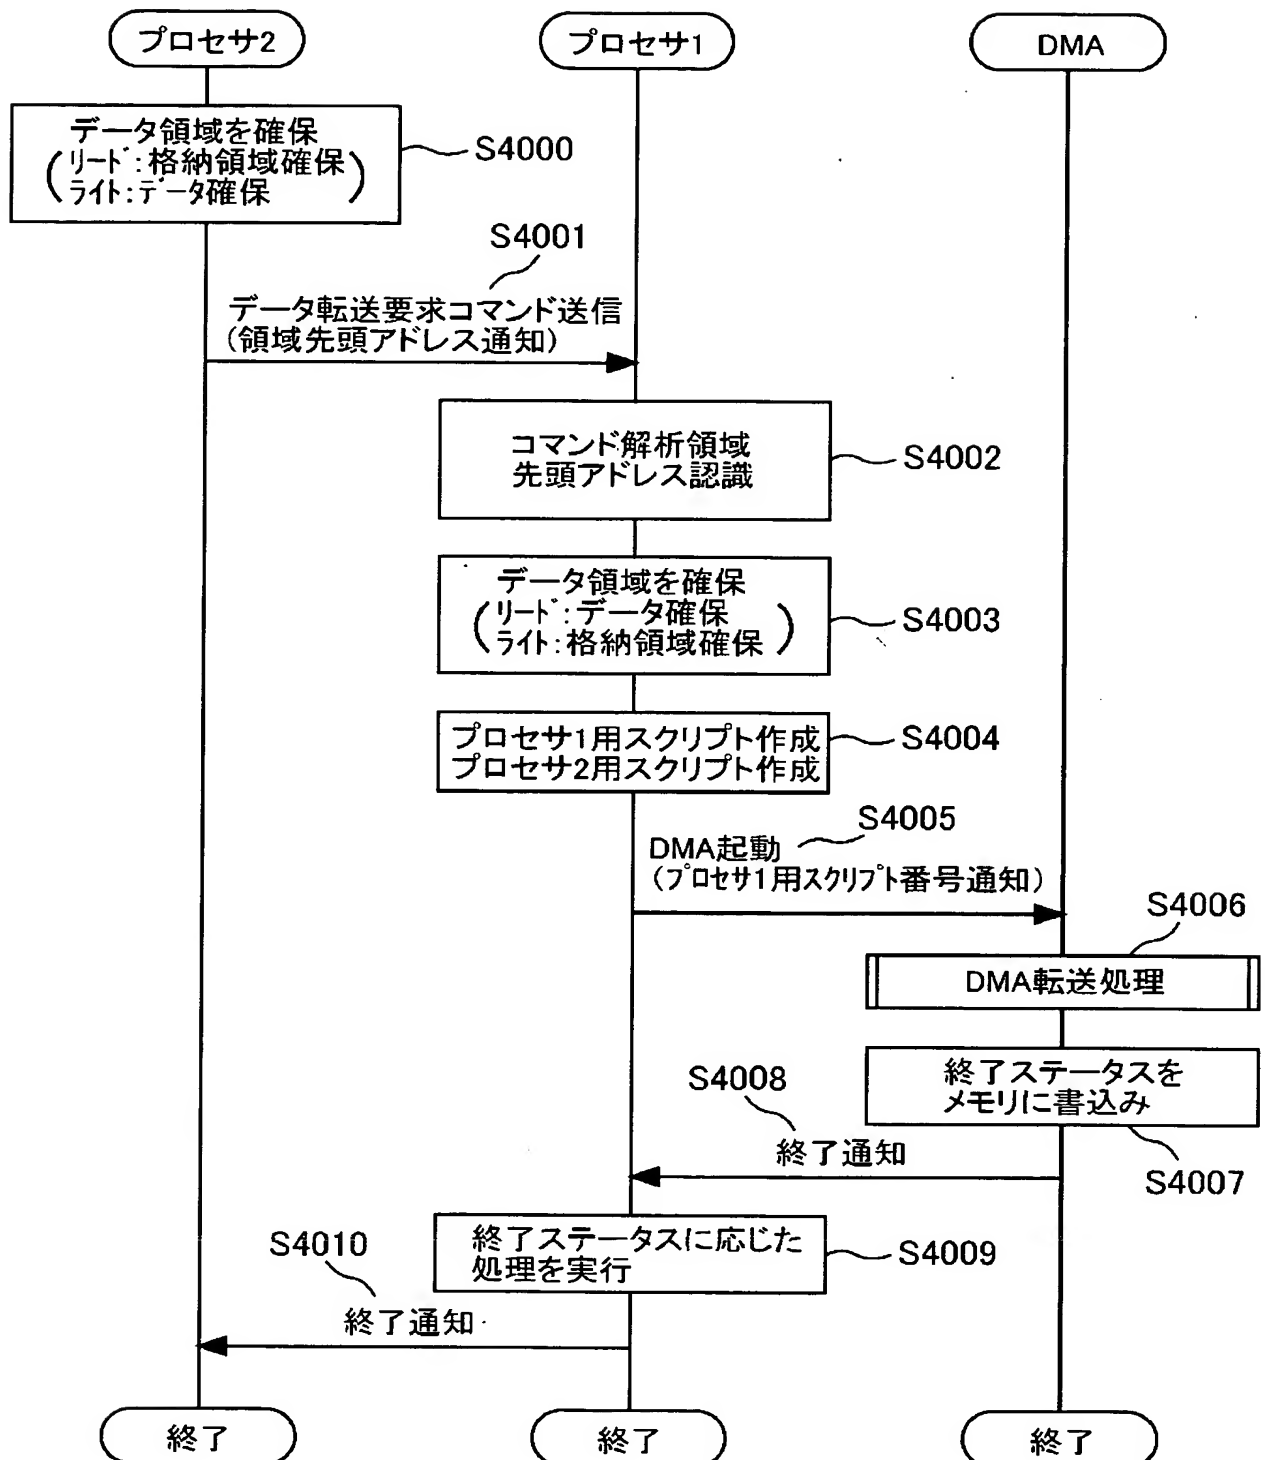 プロセサ2
プロセサ1
DMA
データ領域を確保
(ﾘｰﾄﾞ:格納領域確保
ﾗｲﾄ:ﾃﾞｰタ確保)
S4000
S4001
データ転送要求コマンド送信
(領域先頭アドレス通知)
コマンド解析領域
先頭アドレス認識
S4002
データ領域を確保
(ﾘｰﾄﾞ:データ確保
ﾗｲﾄ:格納領域確保)
S4003
プロセサ1用スクリプト作成
プロセサ2用スクリプト作成
S4004
S4005
DMA起動
(ﾌﾟﾛｾｻ1用ｽｸﾘﾌﾟﾄ番号通知)
S4006
DMA転送処理
終了ステータスを
メモリに書込み
S4007
S4008
終了通知
終了ステータスに応じた
処理を実行
S4009
S4010
終了通知
終了
終了
終了